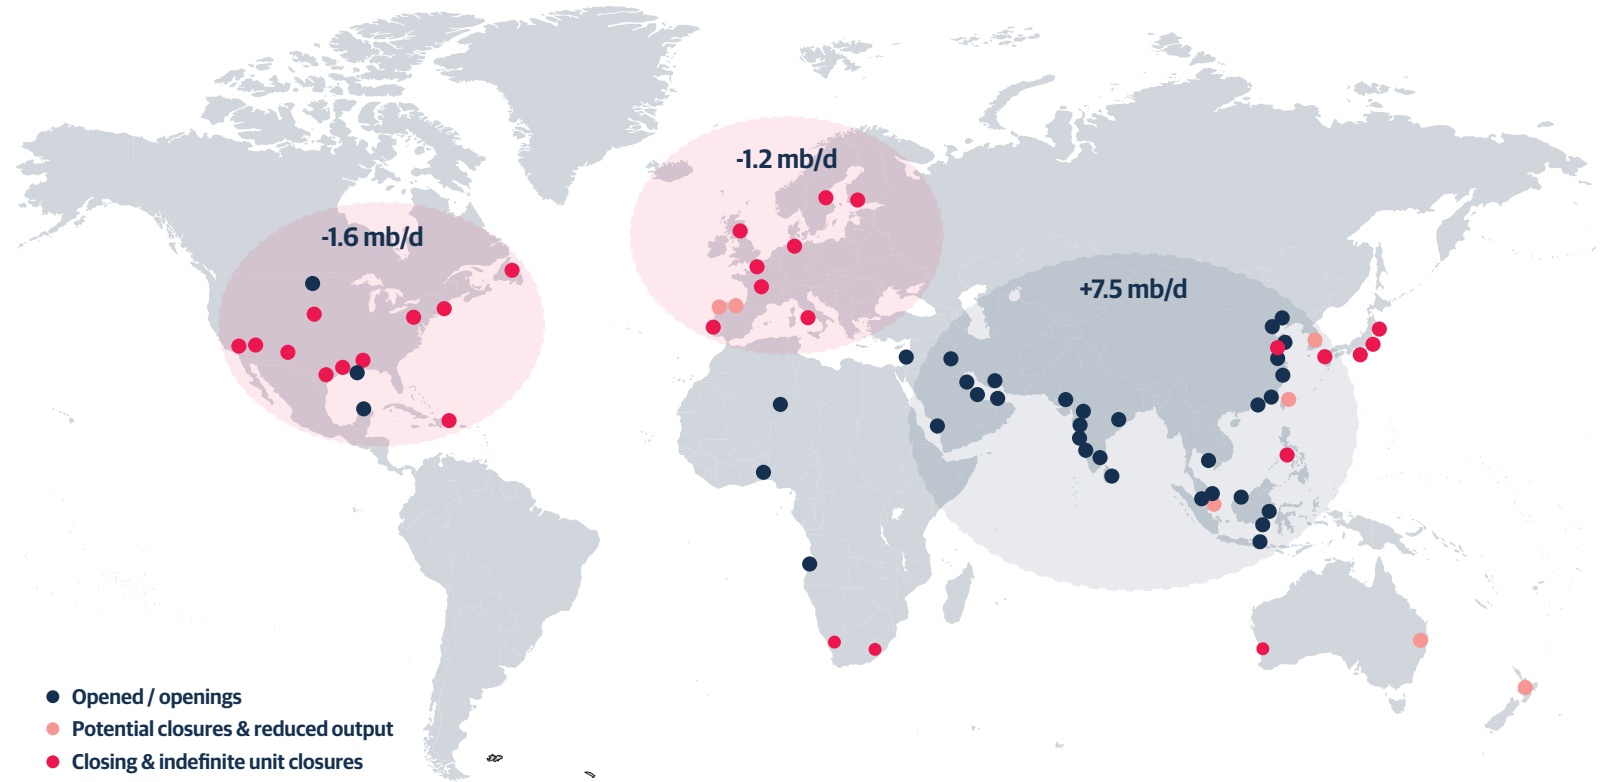 -1.2 mb/d
-1.6 mb/d
+7.5 mb/d
Opened / openings
Potential closures & reduced output
Closing & indefinite unit closures